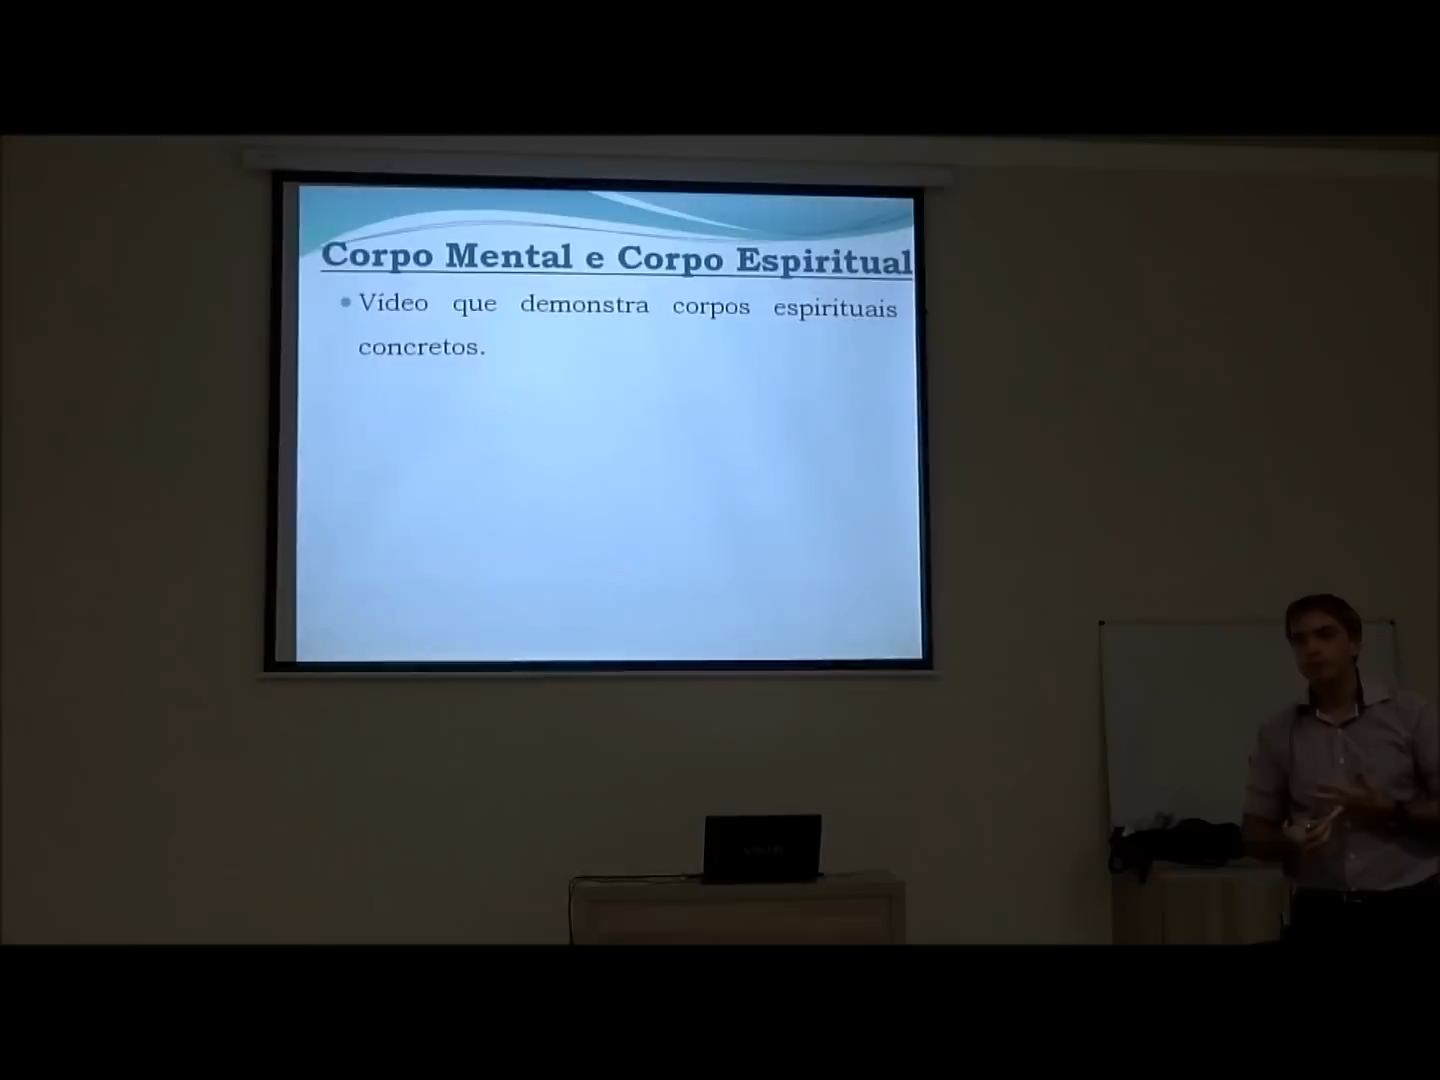 Corpo Mental e Corpo Espiritual
Vídeo que demonstra corpos espirituais
concretos.